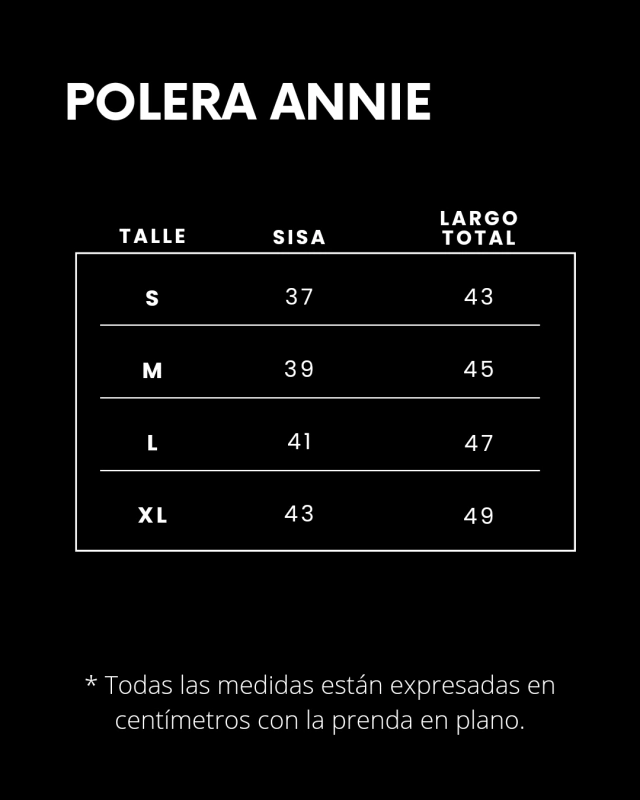 POLERA ANNIE
TALLE SISA LARGO TOTAL
S 37 43
M 39 45
L 41 47
XL 43 49
* Todas las medidas están expresadas en
centímetros con la prenda en plano.